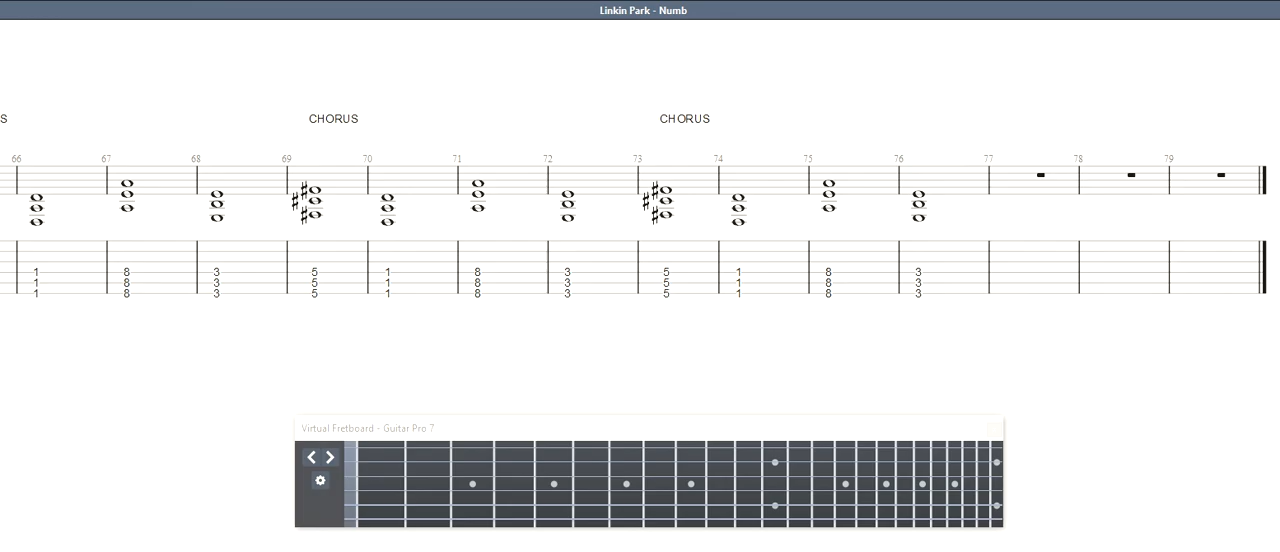 Linkin Park - Numb
S CHORUS CHORUS
66 67 68 69 70 71 72 73 74 75 76 77 78 79
1 8 3 5 1 8 3 5 1 8 3
1 8 3 5 1 8 3 5 1 8 3
1 8 3 5 1 8 3 5 1 8 3
Virtual Fretboard - Guitar Pro 7